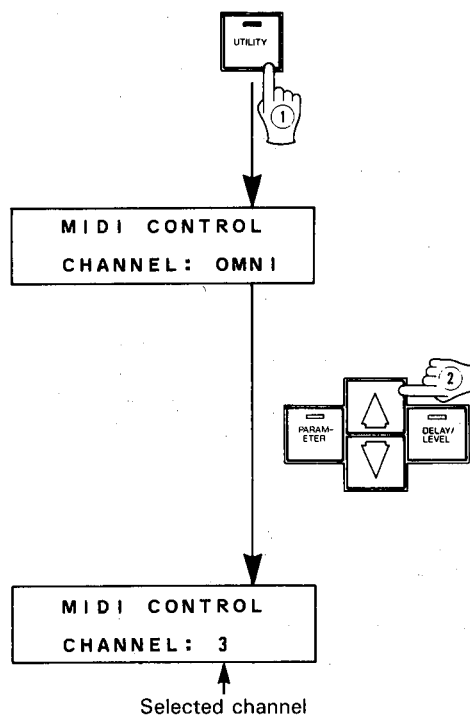 UTILITY
1
MIDI CONTROL
CHANNEL: OMNI
2
PARAM-
ETER
DELAY/
LEVEL
MIDI CONTROL
CHANNEL: 3
Selected channel